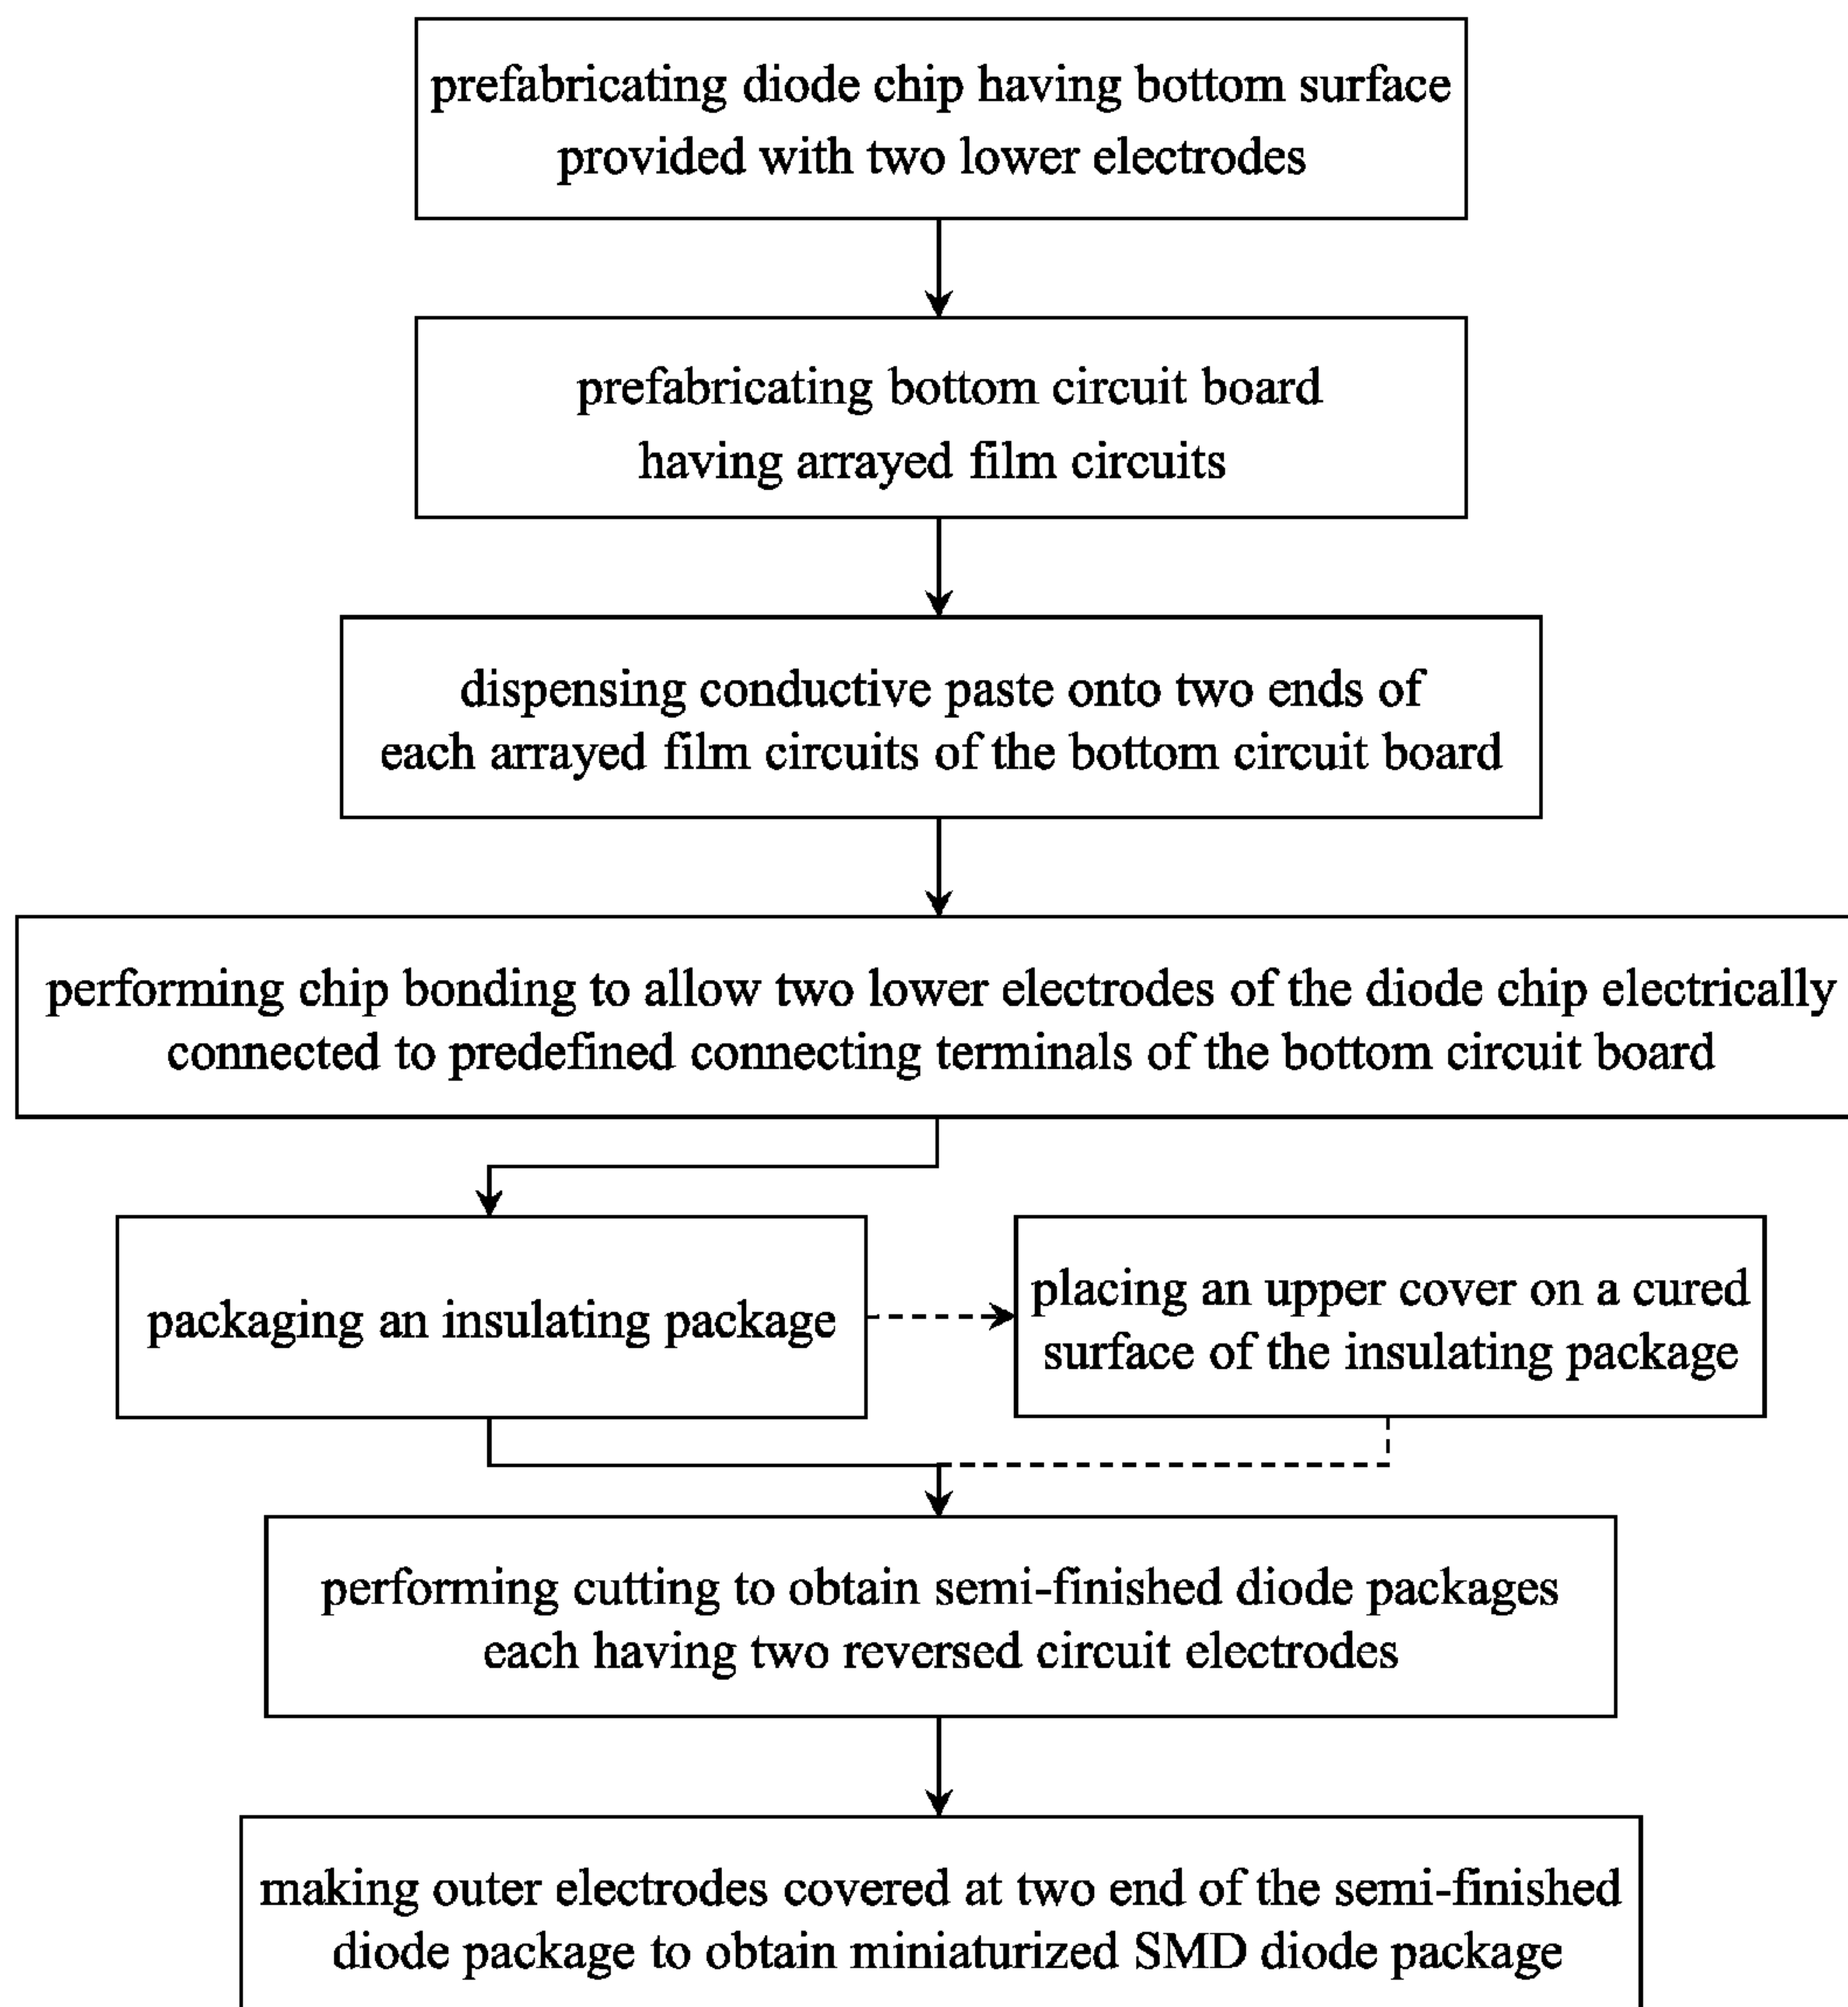 prefabricating diode chip having bottom surface
provided with two lower electrodes
prefabricating bottom circuit board
having arrayed film circuits
dispensing conductive paste onto two ends of
each arrayed film circuits of the bottom circuit board
performing chip bonding to allow two lower electrodes of the diode chip electrically
connected to predefined connecting terminals of the bottom circuit board
packaging an insulating package
placing an upper cover on a cured
surface of the insulating package
performing cutting to obtain semi-finished diode packages
each having two reversed circuit electrodes
making outer electrodes covered at two end of the semi-finished
diode package to obtain miniaturized SMD diode package